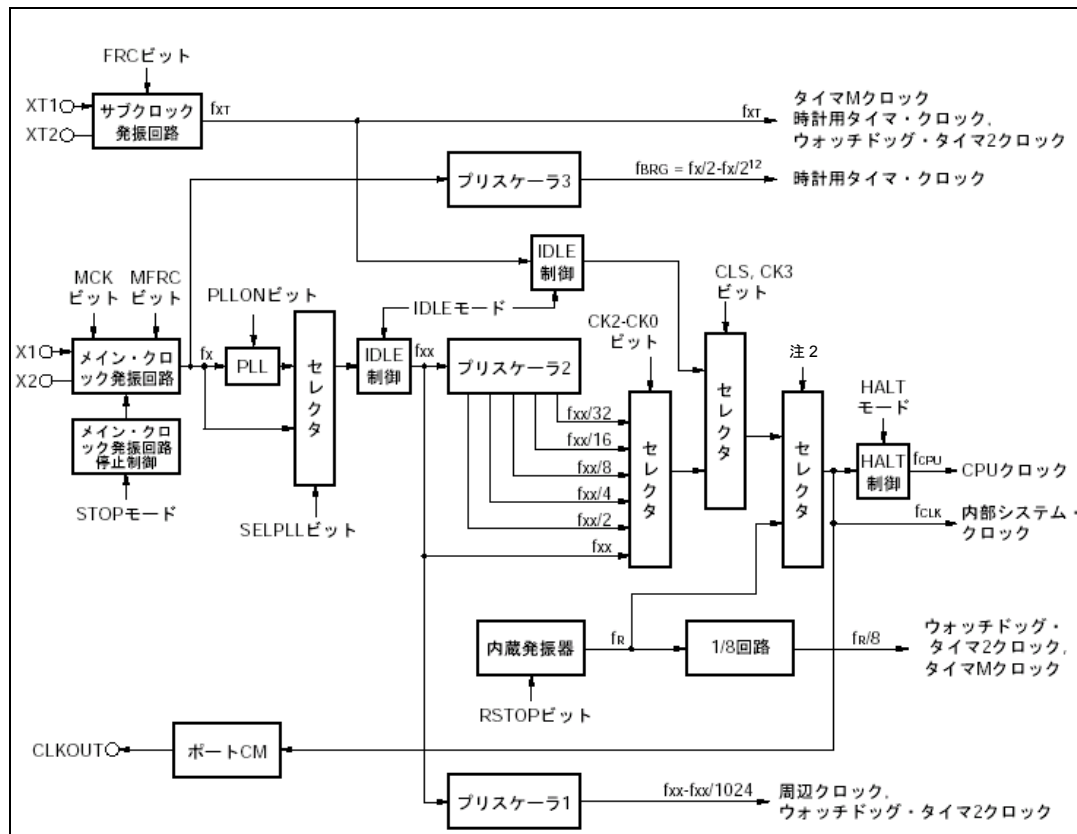 FRCビット
XT1
XT2
サブクロック
発振回路
fXT
fXT
タイマMクロック
時計用タイマ・クロック,
ウォッチドッグ・タイマ2クロック
プリスケーラ3
fBRG = fX/2-fX/2¹²
時計用タイマ・クロック
IDLE
制御
MCK
ビット
MFRC
ビット
PLLONビット
IDLEモード
CLS, CK3
ビット
CK2-CK0
ビット
注2
HALT
モード
X1
X2
メイン・クロ
ック発振回路
fX
PLL
セレクタ
IDLE
制御
fXX
プリスケーラ2
fXX/32
fXX/16
fXX/8
fXX/4
fXX/2
fXX
セレクタ
セレクタ
セレクタ
HALT
制御
fCPU
CPUクロック
fCLK
内部システム・
クロック
メイン・クロ
ック発振回路
停止制御
STOPモード
SELPLLビット
内蔵発振器
fR
1/8回路
fR/8
ウォッチドッグ・
タイマ2クロック,
タイマMクロック
RSTOPビット
CLKOUT
ポートCM
プリスケーラ1
fXX-fXX/1024
周辺クロック,
ウォッチドッグ・タイマ2クロック